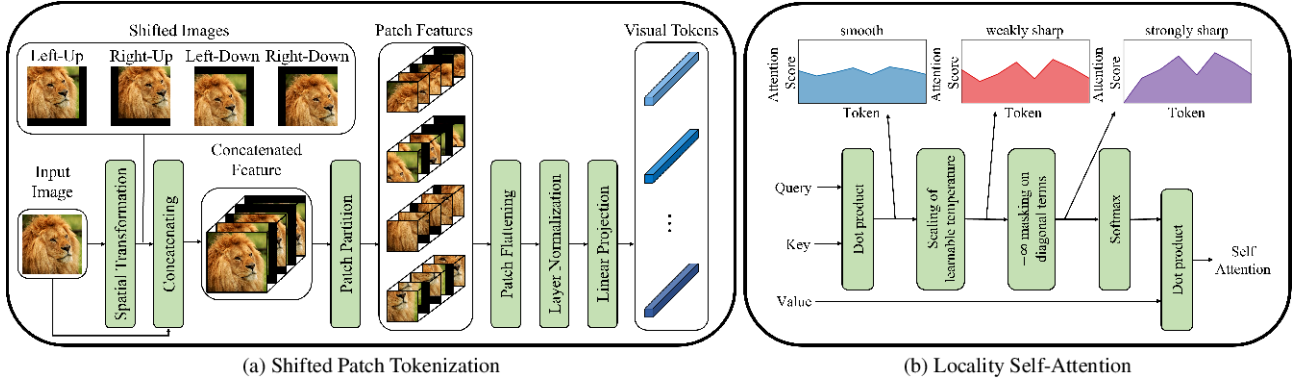 Shifted Images
Left-Up
Right-Up
Left-Down
Right-Down
Input
Image
Spatial Transformation
Concatenating
Concatenated
Feature
Patch Partition
Patch Features
Patch Flattening
Layer Normalization
Linear Projection
Visual Tokens
...
(a) Shifted Patch Tokenization
smooth
Attention
Score
Token
weakly sharp
Attention
Score
Token
strongly sharp
Attention
Score
Token
Query
Key
Value
Dot product
Scaling of
learnable temperature
−∞ masking on
diagonal terms
Softmax
Dot product
Self
Attention
(b) Locality Self-Attention